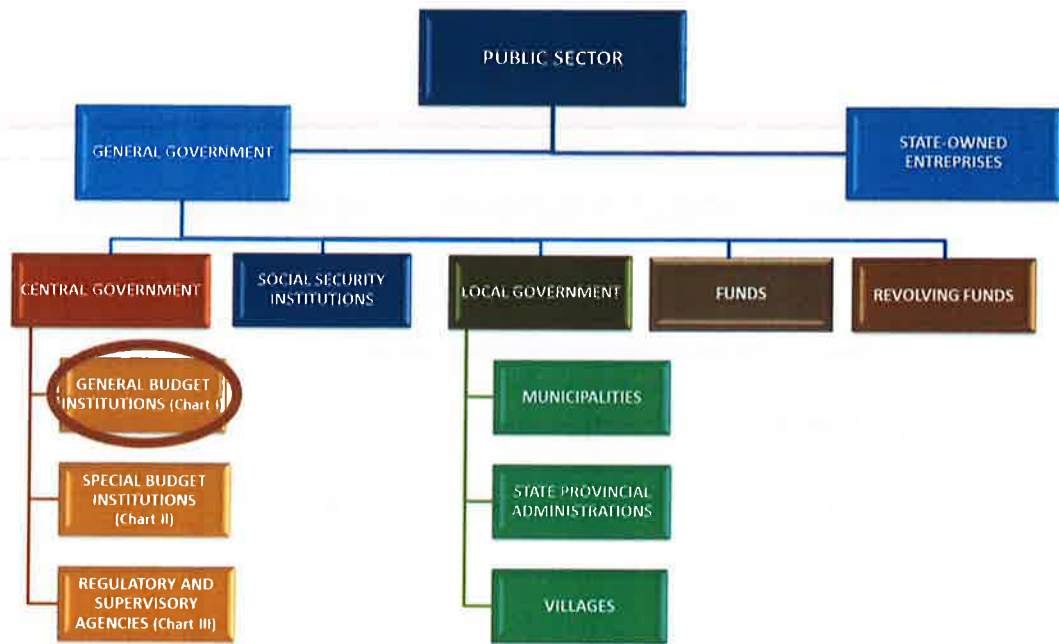 PUBLIC SECTOR
GENERAL GOVERNMENT
STATE-OWNED
ENTREPRISES
CENTRAL GOVERNMENT
SOCIAL SECURITY
INSTITUTIONS
LOCAL GOVERNMENT
FUNDS
REVOLVING FUNDS
GENERAL BUDGET
INSTITUTIONS (Chart I)
MUNICIPALITIES
SPECIAL BUDGET
INSTITUTIONS
(Chart II)
STATE PROVINCIAL
ADMINISTRATIONS
REGULATORY AND
SUPERVISORY
AGENCIES (Chart III)
VILLAGES